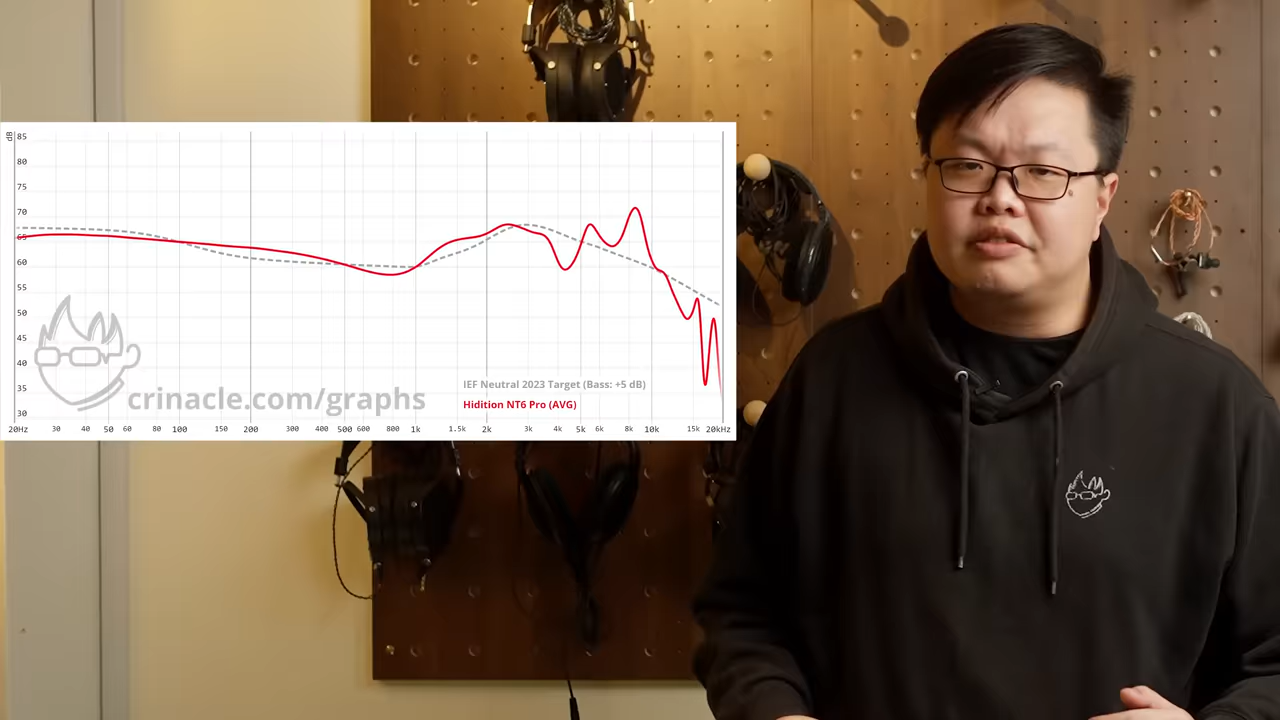 dB
85
80
75
70
65
60
55
50
45
40
35
30
crinacle.com/graphs
IEF Neutral 2023 Target (Bass: +5 dB)
Hidition NT6 Pro (AVG)
20Hz 30 40 50 60 80 100 150 200 300 400 500 600 800 1k 1.5k 2k 3k 4k 5k 6k 8k 10k 15k 20kHz